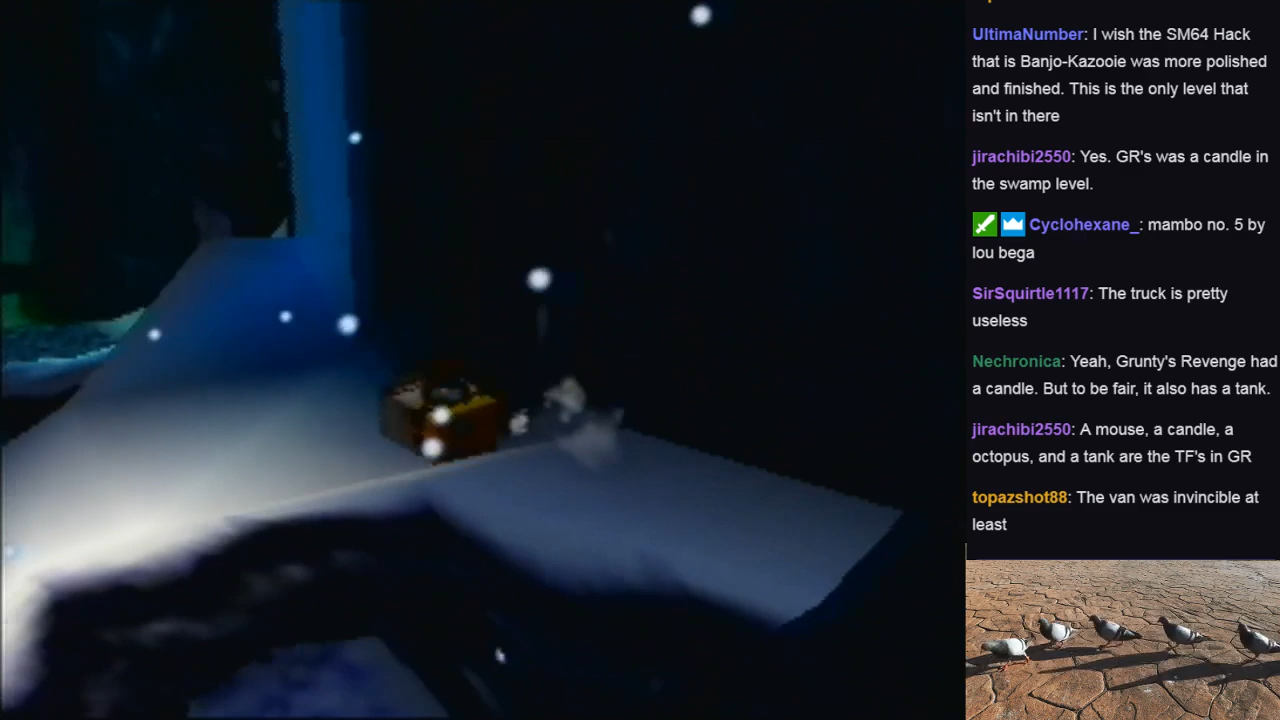 UltimaNumber: I wish the SM64 Hack
that is Banjo-Kazooie was more polished
and finished. This is the only level that
isn't in there
jirachibi2550: Yes. GR's was a candle in
the swamp level.
Cyclohexane_: mambo no. 5 by
lou bega
SirSquirtle1117: The truck is pretty
useless
Nechronica: Yeah, Grunty's Revenge had
a candle. But to be fair, it also has a tank.
jirachibi2550: A mouse, a candle, a
octopus, and a tank are the TF's in GR
topazshot88: The van was invincible at
least